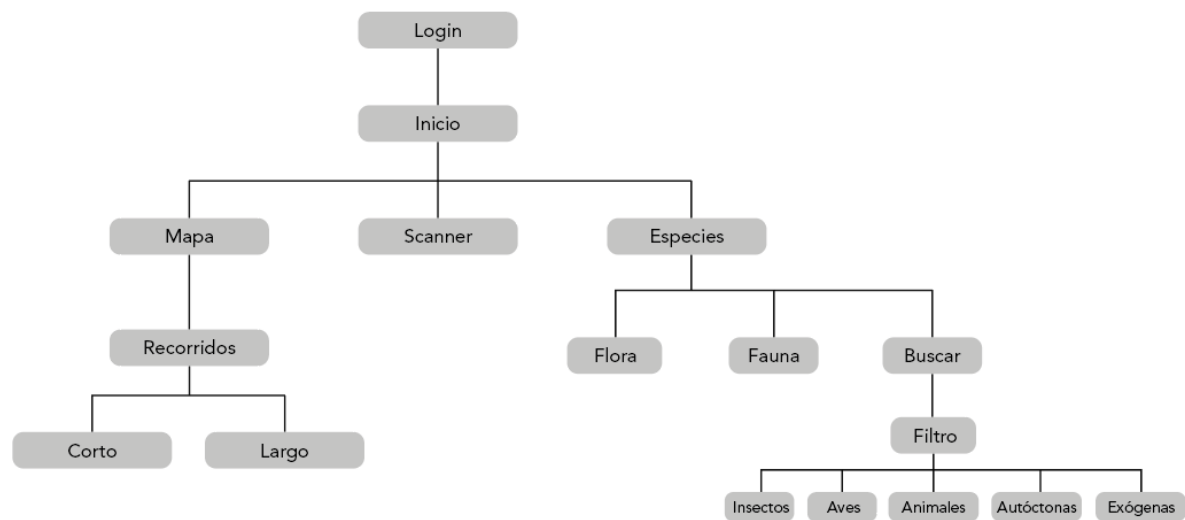 Login
Inicio
Mapa
Scanner
Especies
Recorridos
Flora
Fauna
Buscar
Corto
Largo
Filtro
Insectos
Aves
Animales
Autóctonas
Exógenas